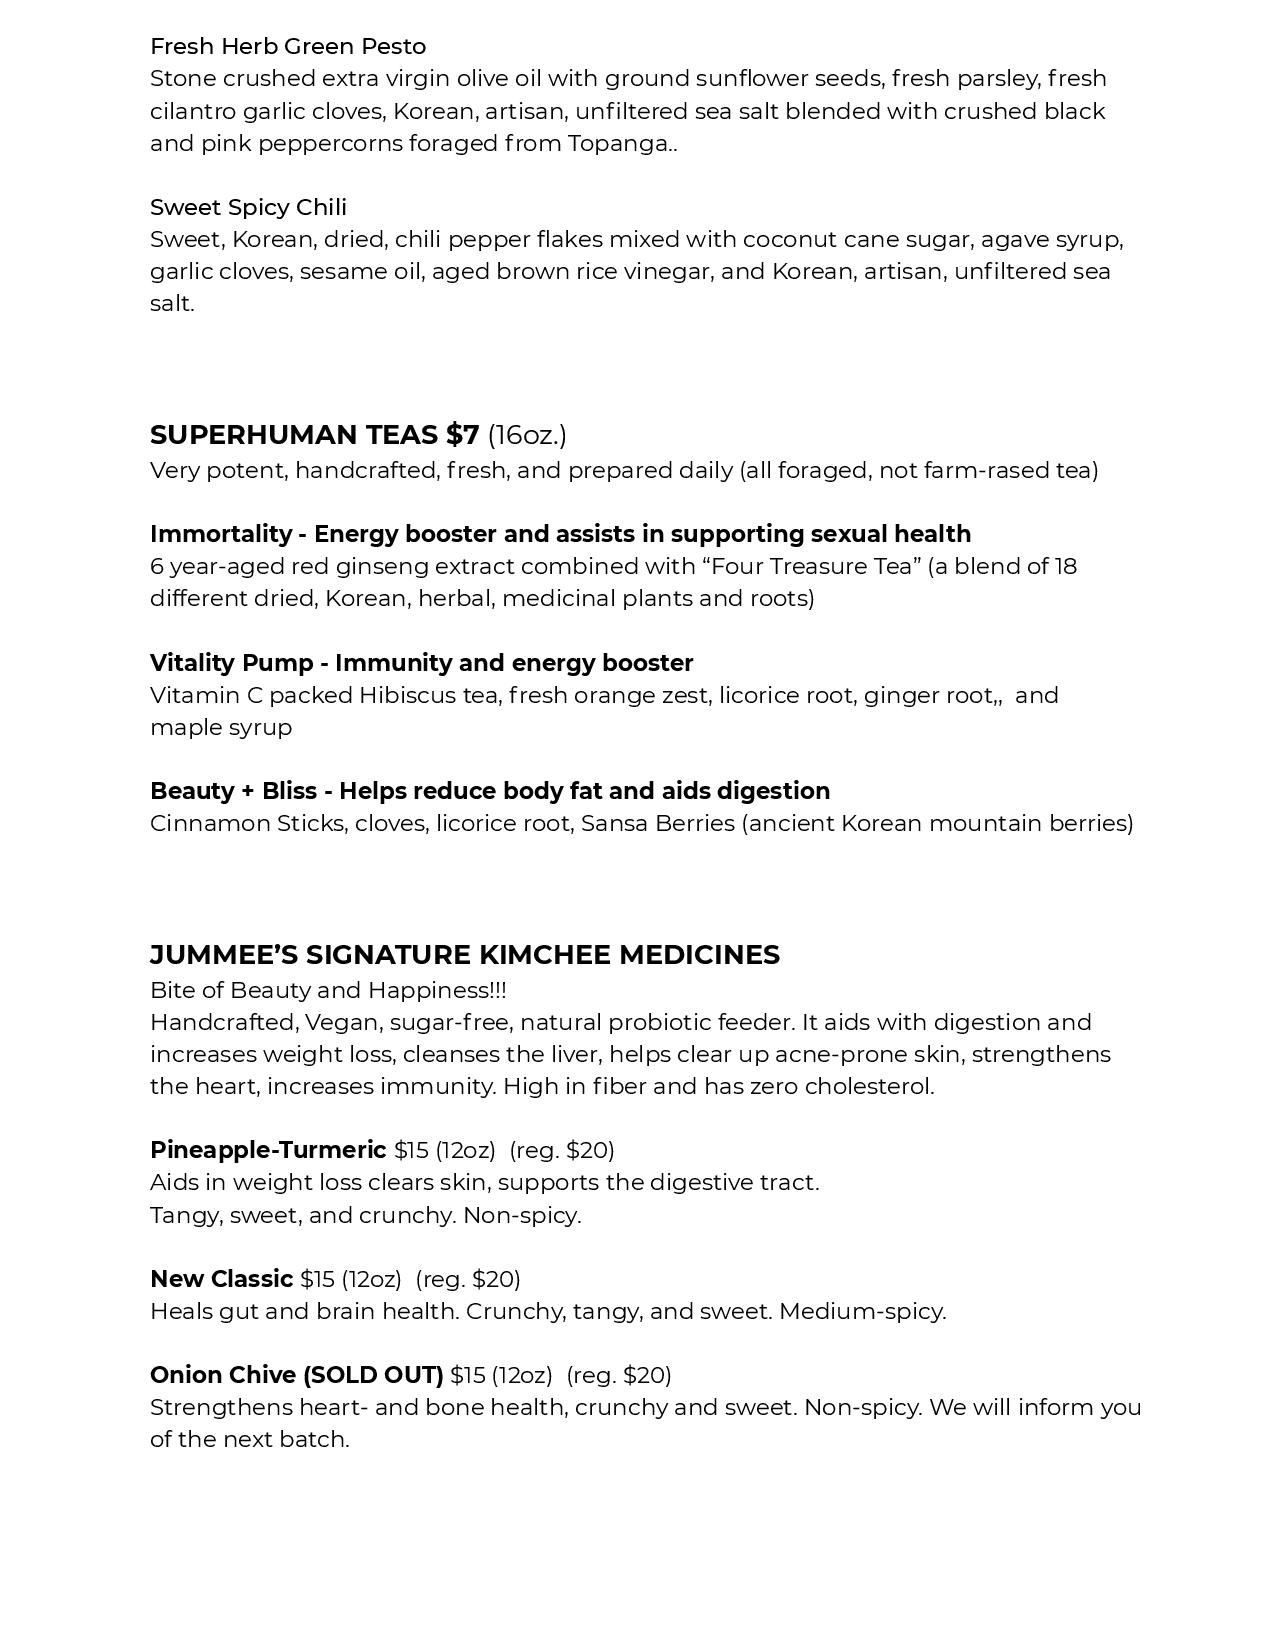 Fresh Herb Green Pesto
Stone crushed extra virgin olive oil with ground sunflower seeds, fresh parsley, fresh
cilantro garlic cloves, Korean, artisan, unfiltered sea salt blended with crushed black
and pink peppercorns foraged from Topanga..
Sweet Spicy Chili
Sweet, Korean, dried, chili pepper flakes mixed with coconut cane sugar, agave syrup,
garlic cloves, sesame oil, aged brown rice vinegar, and Korean, artisan, unfiltered sea
salt.
SUPERHUMAN TEAS $7 (16oz.)
Very potent, handcrafted, fresh, and prepared daily (all foraged, not farm-rased tea)
Immortality - Energy booster and assists in supporting sexual health
6 year-aged red ginseng extract combined with “Four Treasure Tea” (a blend of 18
different dried, Korean, herbal, medicinal plants and roots)
Vitality Pump - Immunity and energy booster
Vitamin C packed Hibiscus tea, fresh orange zest, licorice root, ginger root,,  and
maple syrup
Beauty + Bliss - Helps reduce body fat and aids digestion
Cinnamon Sticks, cloves, licorice root, Sansa Berries (ancient Korean mountain berries)
JUMMEE’S SIGNATURE KIMCHEE MEDICINES
Bite of Beauty and Happiness!!!
Handcrafted, Vegan, sugar-free, natural probiotic feeder. It aids with digestion and
increases weight loss, cleanses the liver, helps clear up acne-prone skin, strengthens
the heart, increases immunity. High in fiber and has zero cholesterol.
Pineapple-Turmeric $15 (12oz)  (reg. $20)
Aids in weight loss clears skin, supports the digestive tract.
Tangy, sweet, and crunchy. Non-spicy.
New Classic $15 (12oz)  (reg. $20)
Heals gut and brain health. Crunchy, tangy, and sweet. Medium-spicy.
Onion Chive (SOLD OUT) $15 (12oz)  (reg. $20)
Strengthens heart- and bone health, crunchy and sweet. Non-spicy. We will inform you
of the next batch.